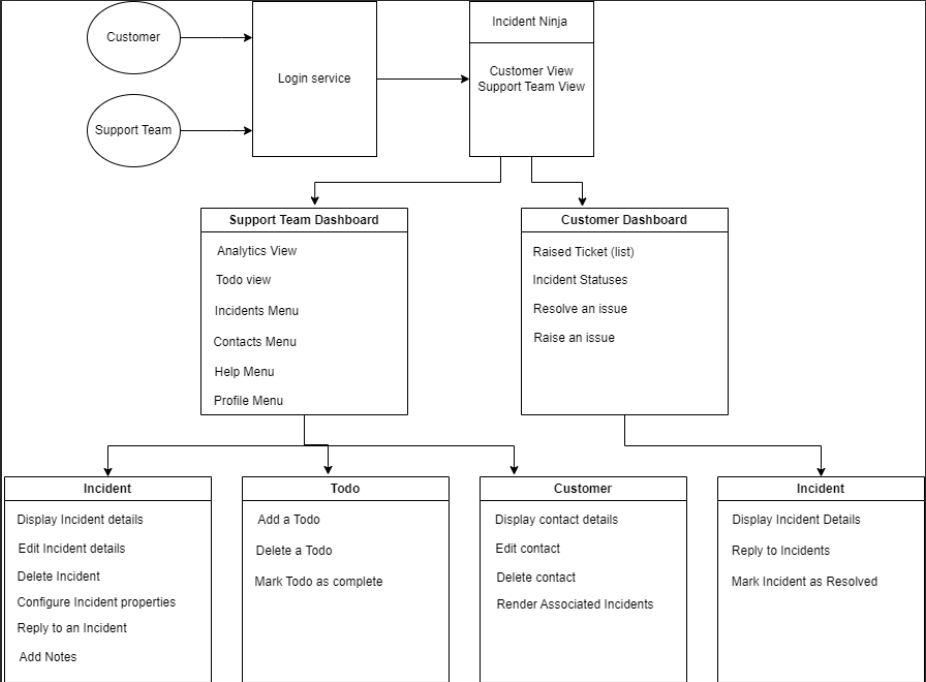 Customer
Support Team
Login service
Incident Ninja
Customer View
Support Team View
Support Team Dashboard
Analytics View
Todo view
Incidents Menu
Contacts Menu
Help Menu
Profile Menu
Customer Dashboard
Raised Ticket (list)
Incident Statuses
Resolve an issue
Raise an issue
Incident
Display Incident details
Edit Incident details
Delete Incident
Configure Incident properties
Reply to an Incident
Add Notes
Todo
Add a Todo
Delete a Todo
Mark Todo as complete
Customer
Display contact details
Edit contact
Delete contact
Render Associated Incidents
Incident
Display Incident Details
Reply to Incidents
Mark Incident as Resolved